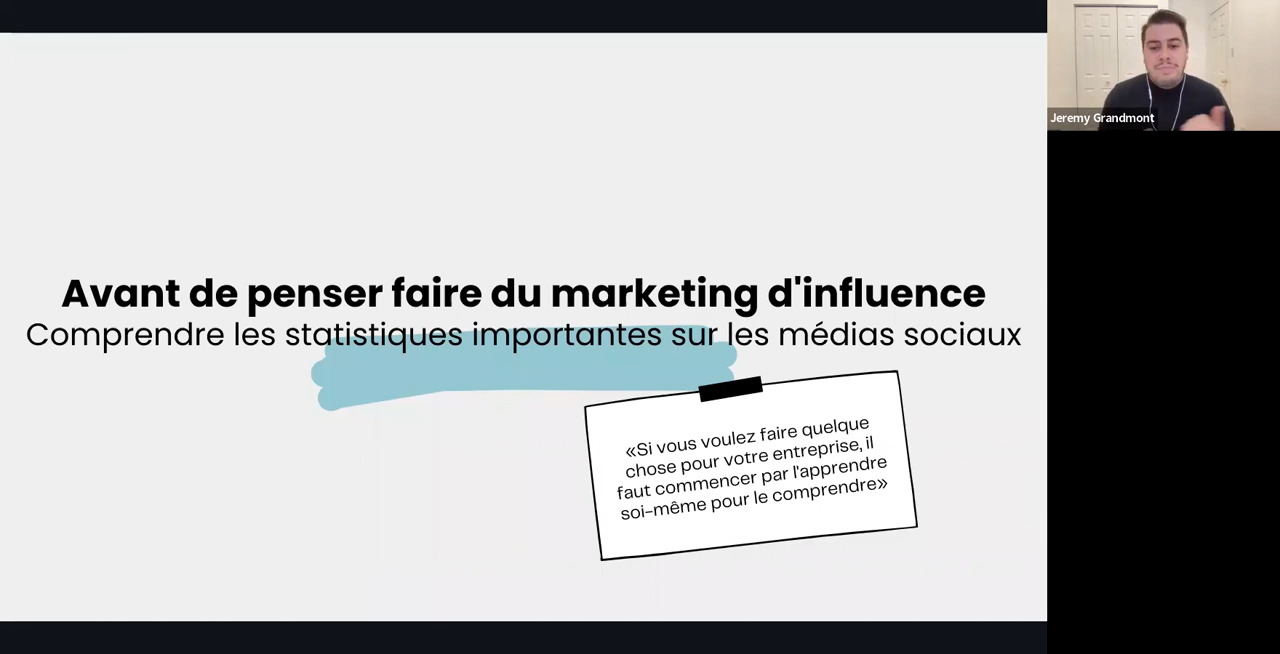 Jeremy Grandmont
Avant de penser faire du marketing d'influence
Comprendre les statistiques importantes sur les médias sociaux
«Si vous voulez faire quelque
chose pour votre entreprise, il
faut commencer par l'apprendre
soi-même pour le comprendre»